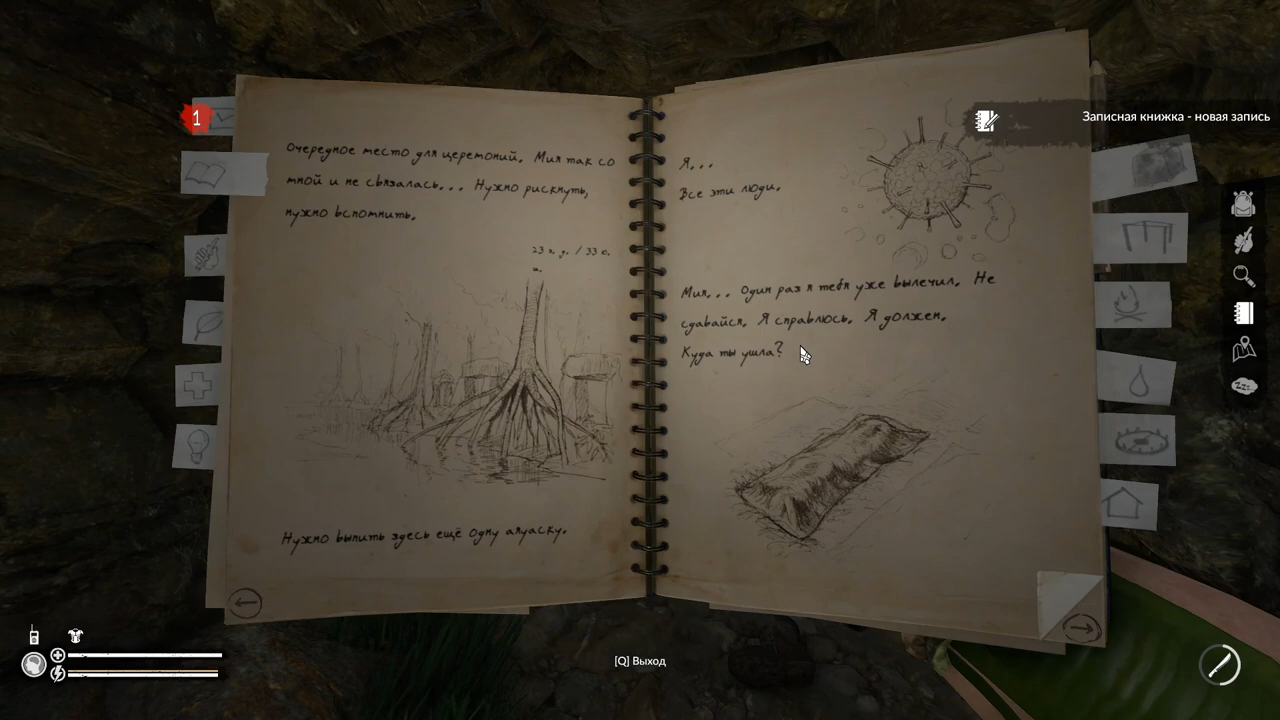 1
Записная книжка - новая запись
Очередное место для церемоний. Мия так со
мной и не связалась... Нужно рискнуть,
нужно вспомнить.
23 з. д. / 33 ю.
ш.
Нужно выпить здесь ещё одну аяуаску.
Я...
Все эти люди.
Мия... Один раз я тебя уже вылечил. Не
сдавайся. Я справлюсь. Я должен.
Куда ты ушла?
Zzz
[Q] Выход